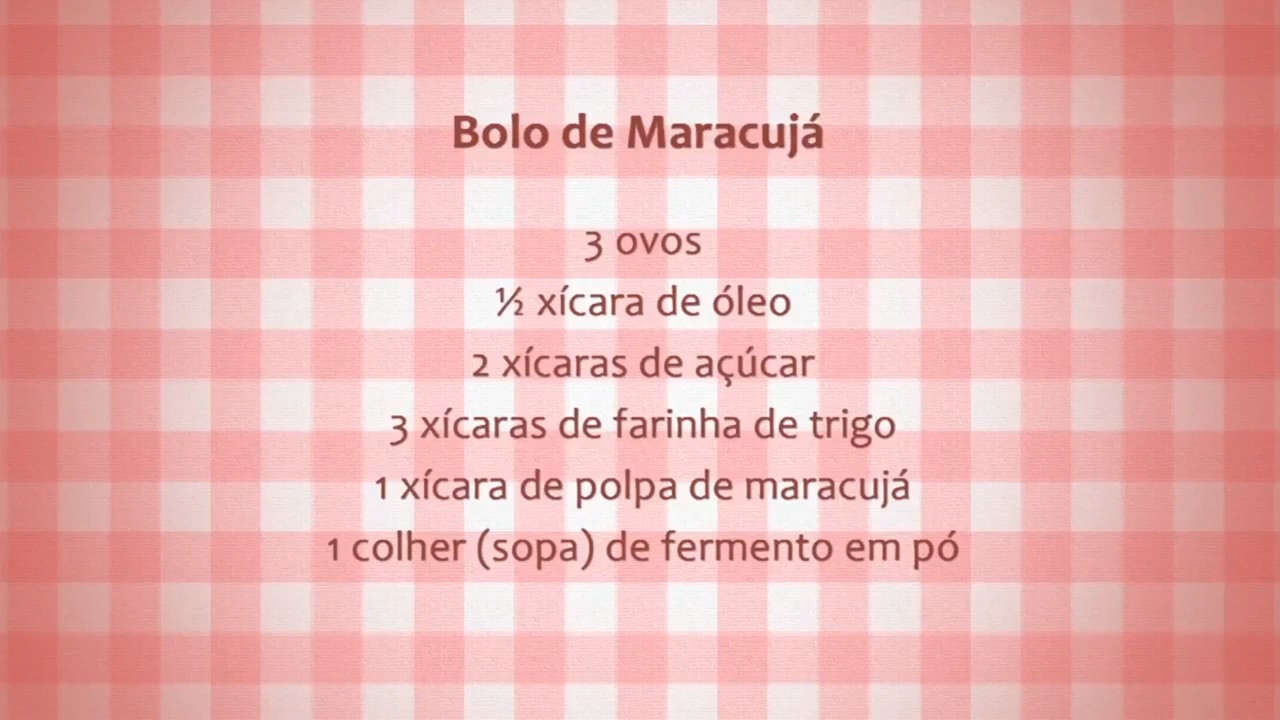 Bolo de Maracujá
3 ovos
½ xícara de óleo
2 xícaras de açúcar
3 xícaras de farinha de trigo
1 xícara de polpa de maracujá
1 colher (sopa) de fermento em pó